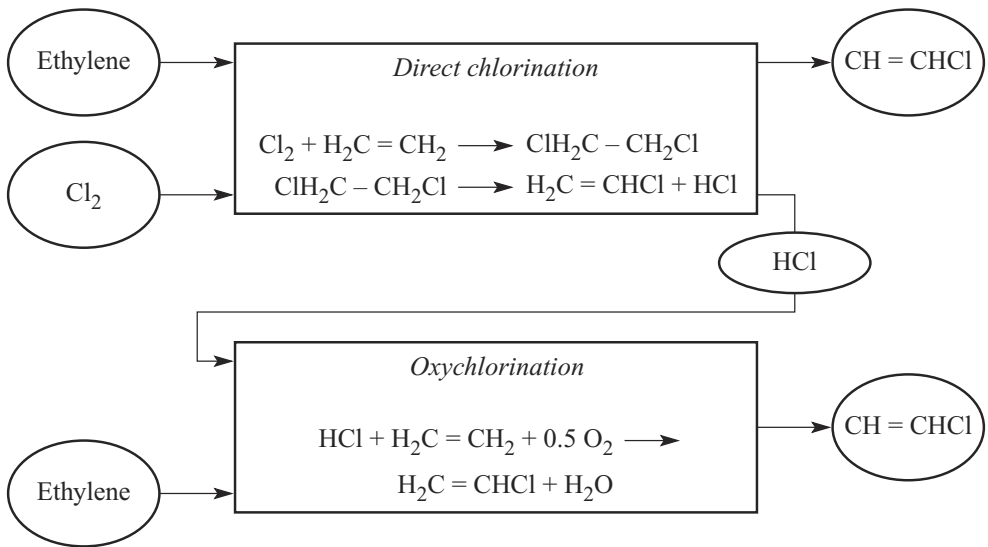 Ethylene
Direct chlorination
CH = CHCl
Cl₂ + H₂C = CH₂ ⟶ ClH₂C – CH₂Cl
Cl₂
ClH₂C – CH₂Cl ⟶ H₂C = CHCl + HCl
HCl
Oxychlorination
HCl + H₂C = CH₂ + 0.5 O₂ ⟶
CH = CHCl
Ethylene
H₂C = CHCl + H₂O